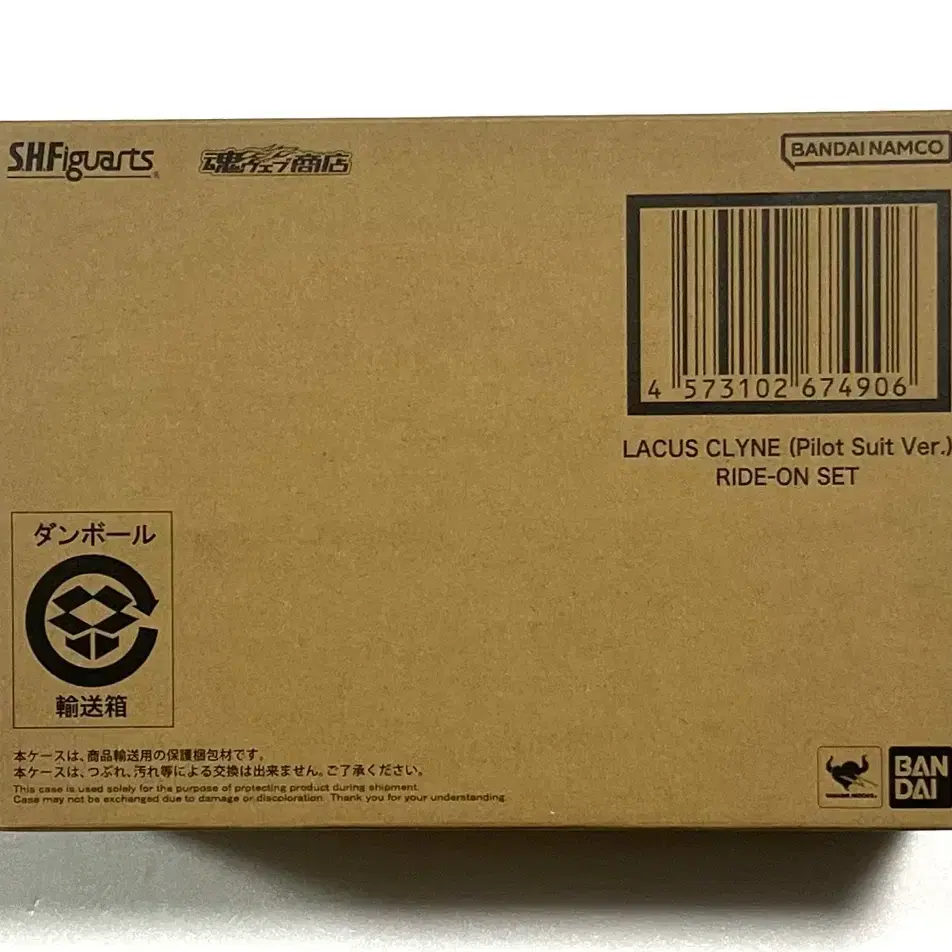 S.H.Figuarts
魂ウェブ商店
BANDAI NAMCO
4 573102 674906
LACUS CLYNE (Pilot Suit Ver.)
RIDE-ON SET
ダンボール
輸送箱
本ケースは、商品輸送用の保護梱包材です。
本ケースは、つぶれ、汚れ等による交換は出来ません。ご了承ください。
This case is used solely for the purpose of protecting product during shipment.
Case may not be exchanged due to damage or discoloration. Thank you for your understanding.
BAN
DAI